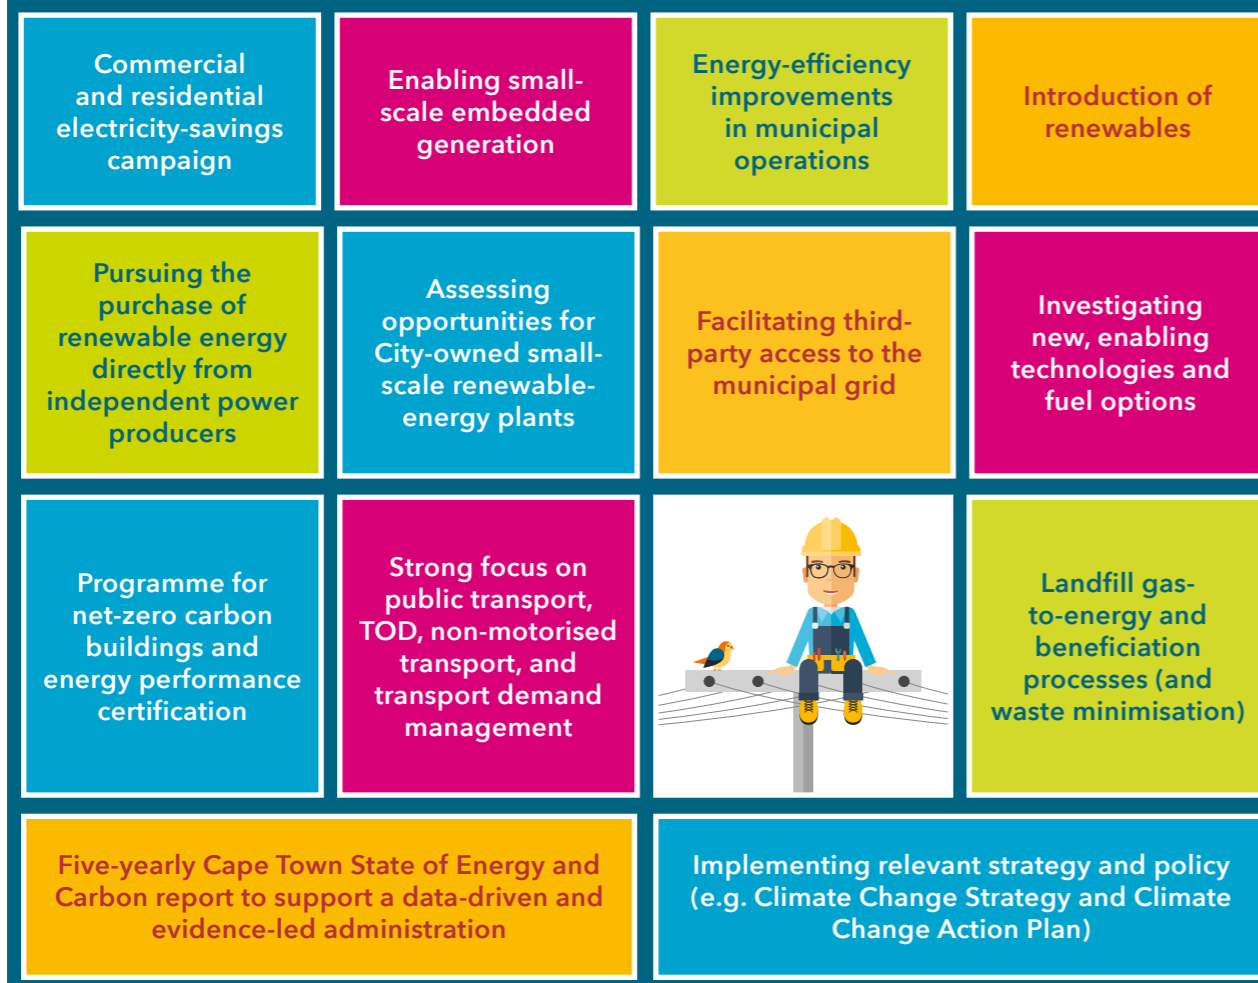 Commercial
and residential
electricity-savings
campaign
Enabling small-
scale embedded
generation
Energy-efficiency
improvements
in municipal
operations
Introduction of
renewables
Pursuing the
purchase of
renewable energy
directly from
independent power
producers
Assessing
opportunities for
City-owned small-
scale renewable-
energy plants
Facilitating third-
party access to the
municipal grid
Investigating
new, enabling
technologies and
fuel options
Programme for
net-zero carbon
buildings and
energy performance
certification
Strong focus on
public transport,
TOD, non-motorised
transport, and
transport demand
management
Landfill gas-
to-energy and
beneficiation
processes (and
waste minimisation)
Five-yearly Cape Town State of Energy and
Carbon report to support a data-driven and
evidence-led administration
Implementing relevant strategy and policy
(e.g. Climate Change Strategy and Climate
Change Action Plan)